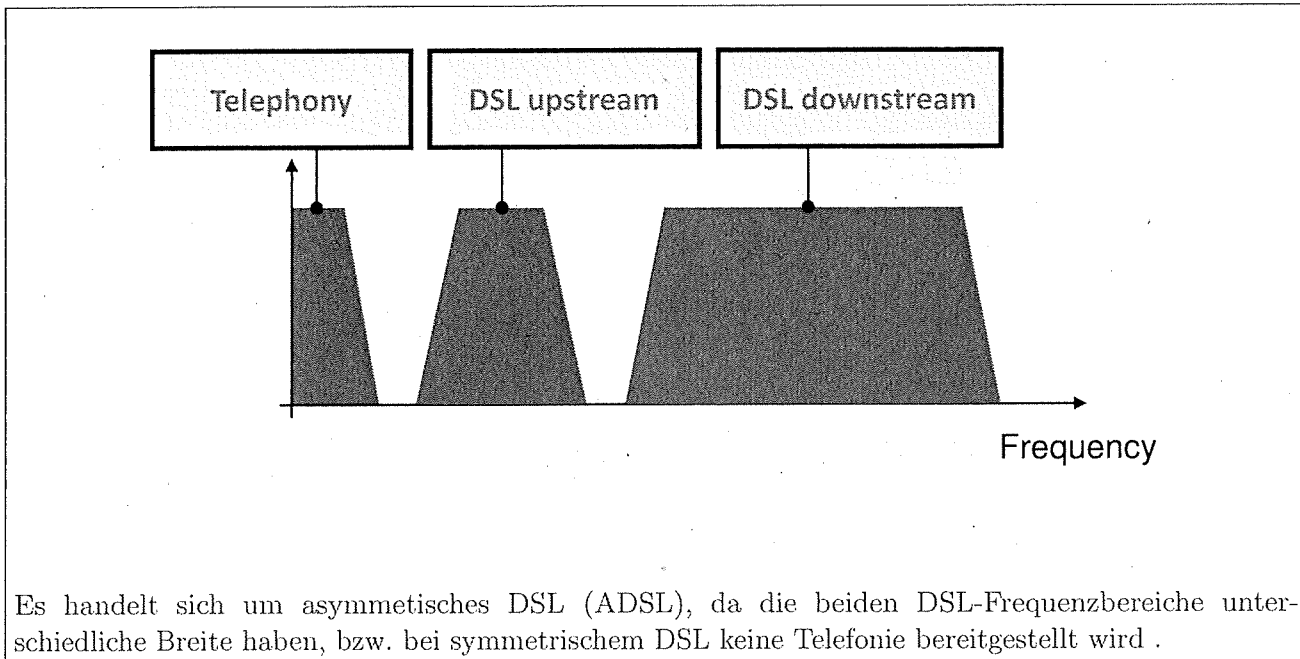 Telephony
DSL upstream
DSL downstream
Frequency
Es handelt sich um asymmetisches DSL (ADSL), da die beiden DSL-Frequenzbereiche unter-
schiedliche Breite haben, bzw. bei symmetrischem DSL keine Telefonie bereitgestellt wird .